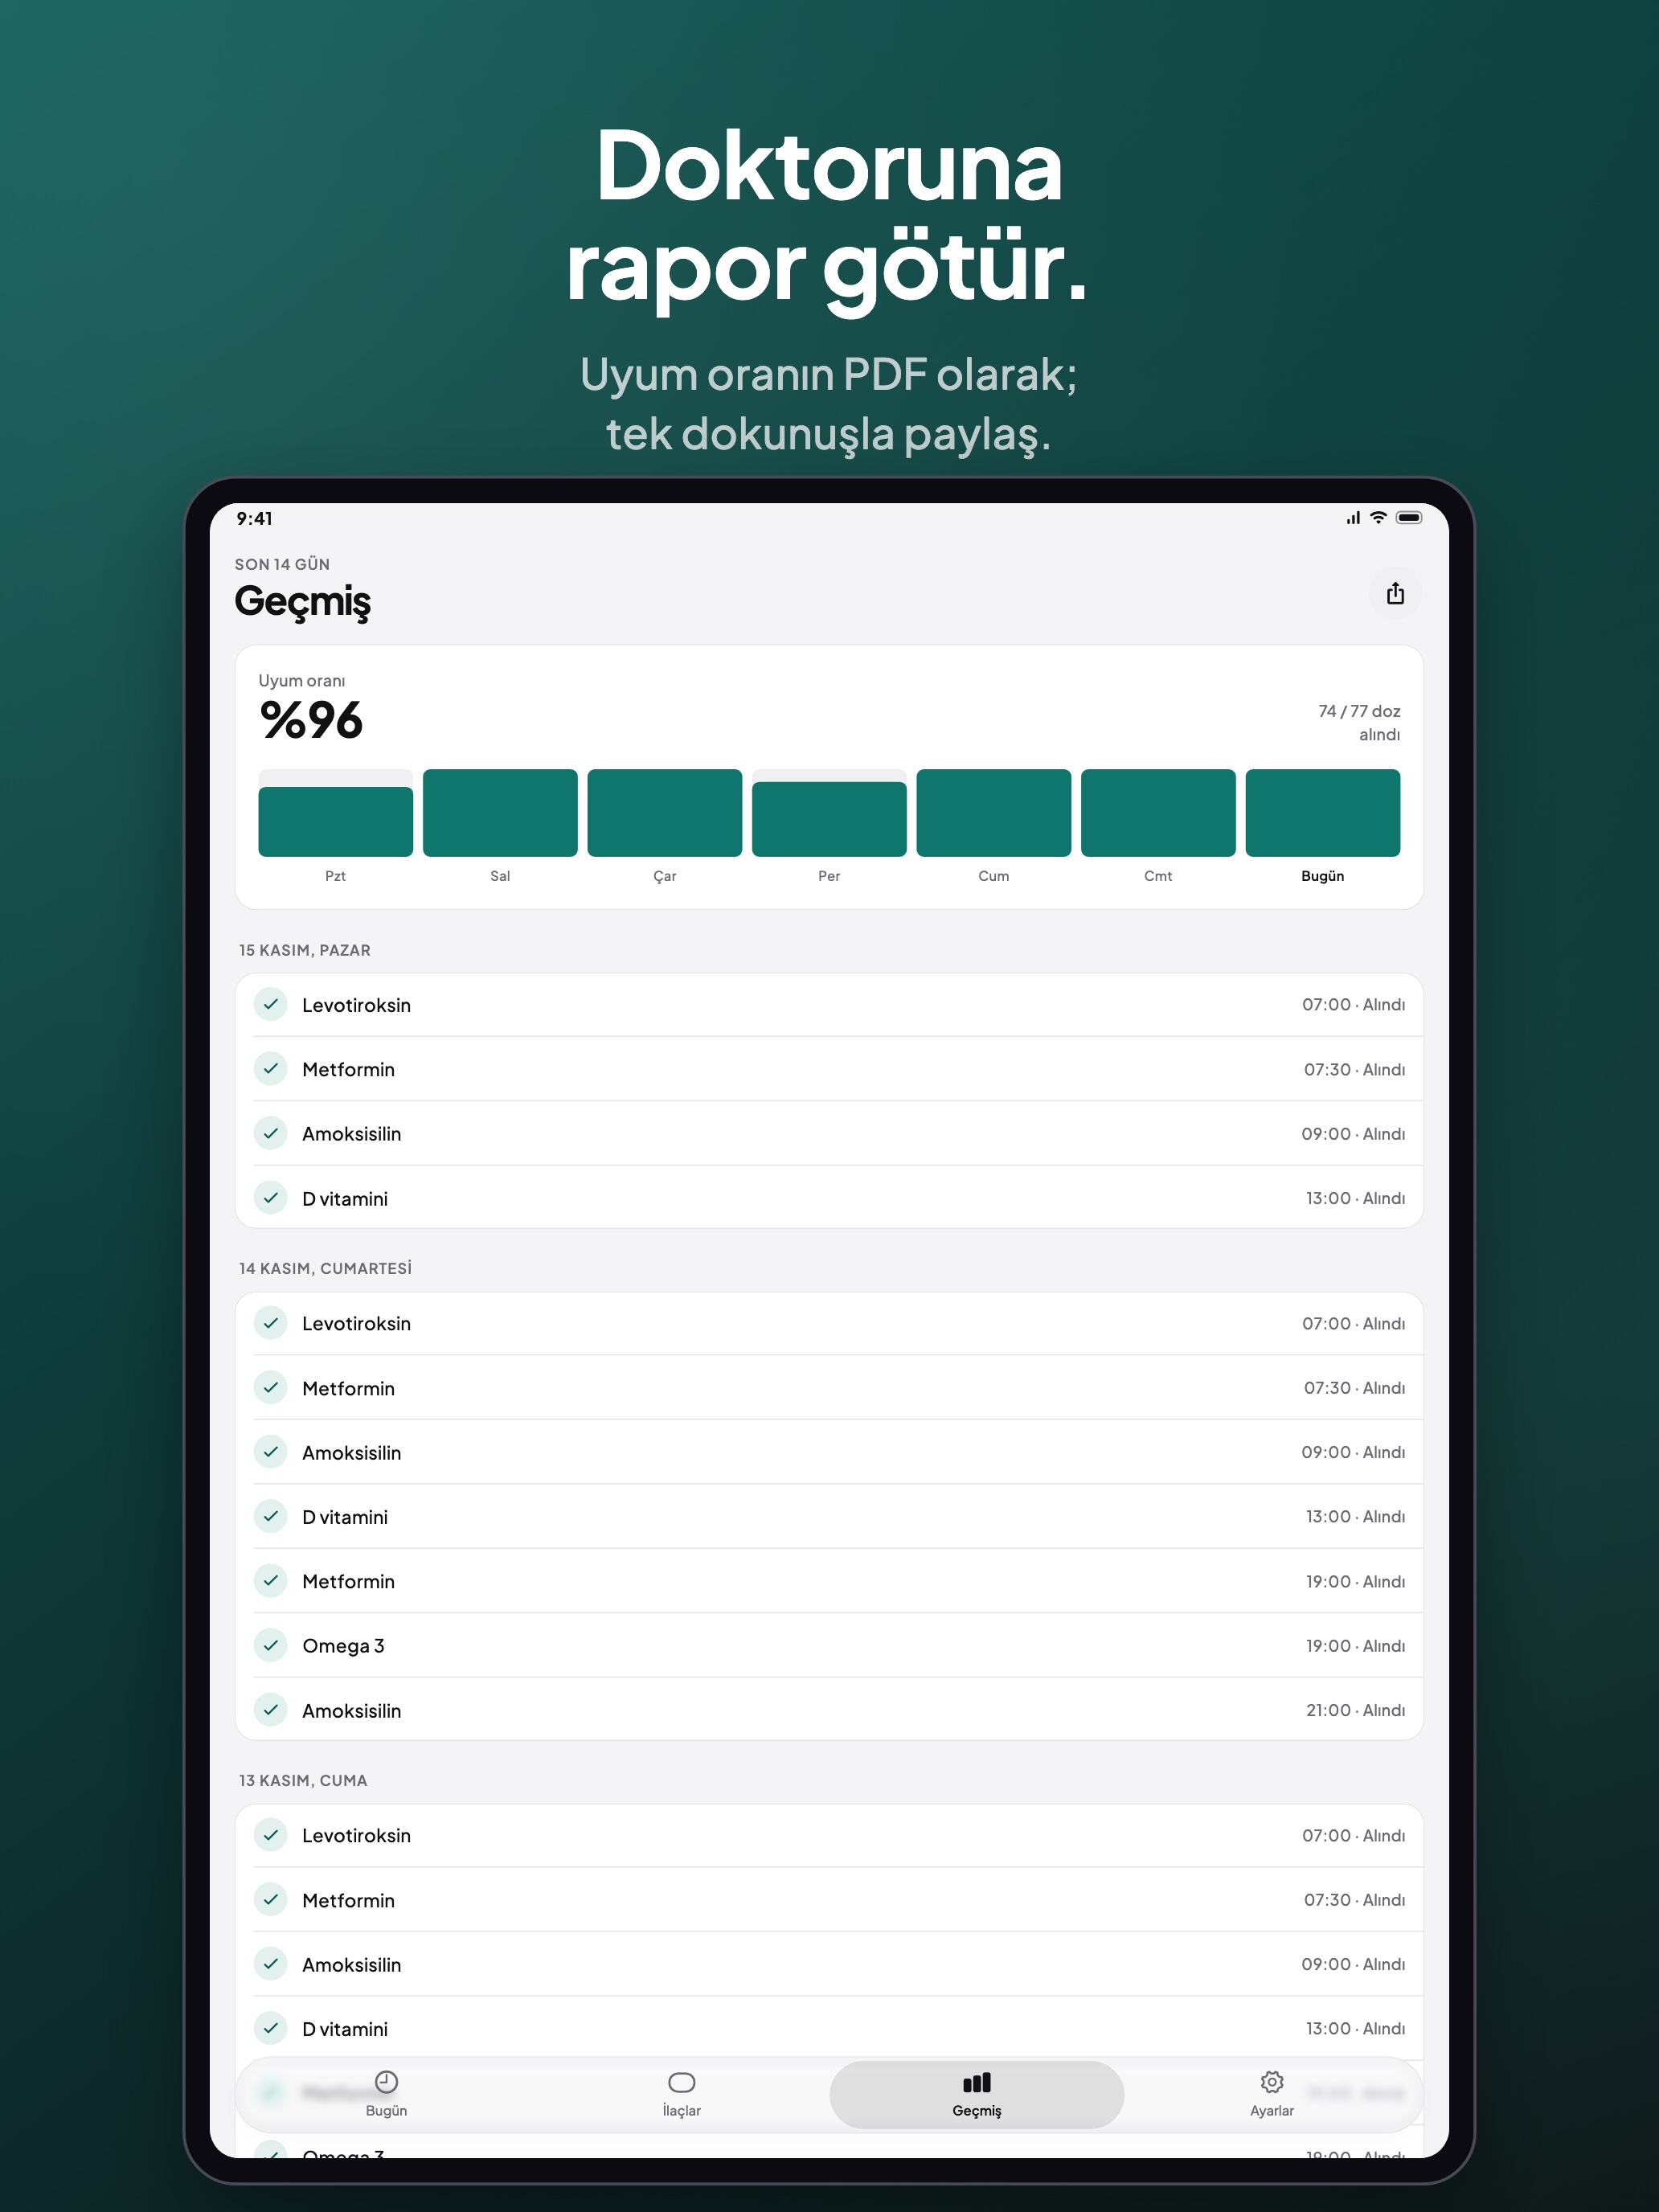 Doktoruna
rapor götür.
Uyum oranın PDF olarak;
tek dokunuşla paylaş.
9:41
SON 14 GÜN
Geçmiş
Uyum oranı
%96
74 / 77 doz
alındı
Pzt Sal Çar Per Cum Cmt Bugün
15 KASIM, PAZAR
Levotiroksin 07:00 · Alındı
Metformin 07:30 · Alındı
Amoksisilin 09:00 · Alındı
D vitamini 13:00 · Alındı
14 KASIM, CUMARTESİ
Levotiroksin 07:00 · Alındı
Metformin 07:30 · Alındı
Amoksisilin 09:00 · Alındı
D vitamini 13:00 · Alındı
Metformin 19:00 · Alındı
Omega 3 19:00 · Alındı
Amoksisilin 21:00 · Alındı
13 KASIM, CUMA
Levotiroksin 07:00 · Alındı
Metformin 07:30 · Alındı
Amoksisilin 09:00 · Alındı
D vitamini 13:00 · Alındı
Bugün İlaçlar Geçmiş Ayarlar
Omega 3 19:00 · Alındı